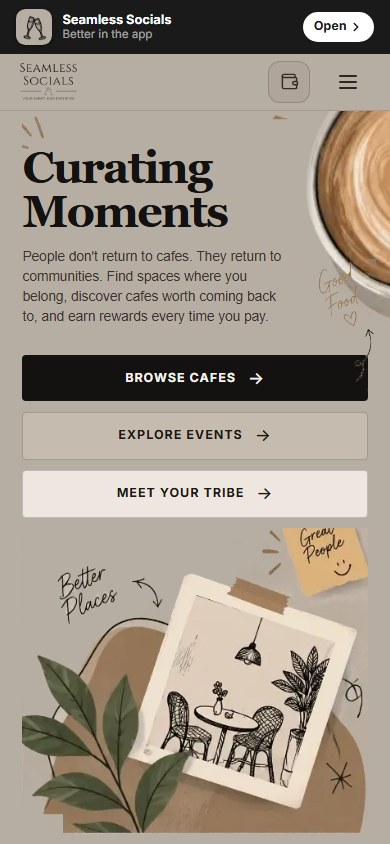 Seamless Socials
Better in the app
Open
SEAMLESS
SOCIALS
Curating
Moments
People don't return to cafes. They return to
communities. Find spaces where you
belong, discover cafes worth coming back
to, and earn rewards every time you pay.
Good
Food
BROWSE CAFES
EXPLORE EVENTS
MEET YOUR TRIBE
Great
People
Better
Places